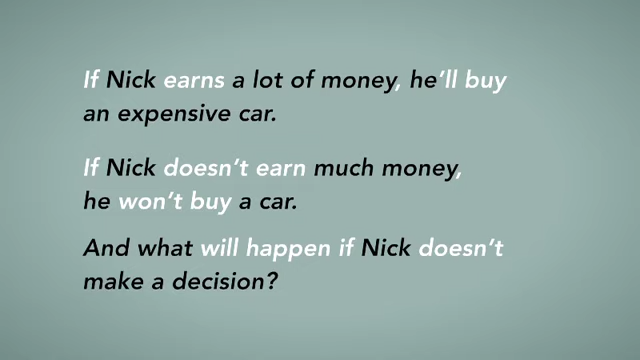 If Nick earns a lot of money, he’ll buy
an expensive car.
If Nick doesn’t earn much money,
he won’t buy a car.
And what will happen if Nick doesn’t
make a decision?